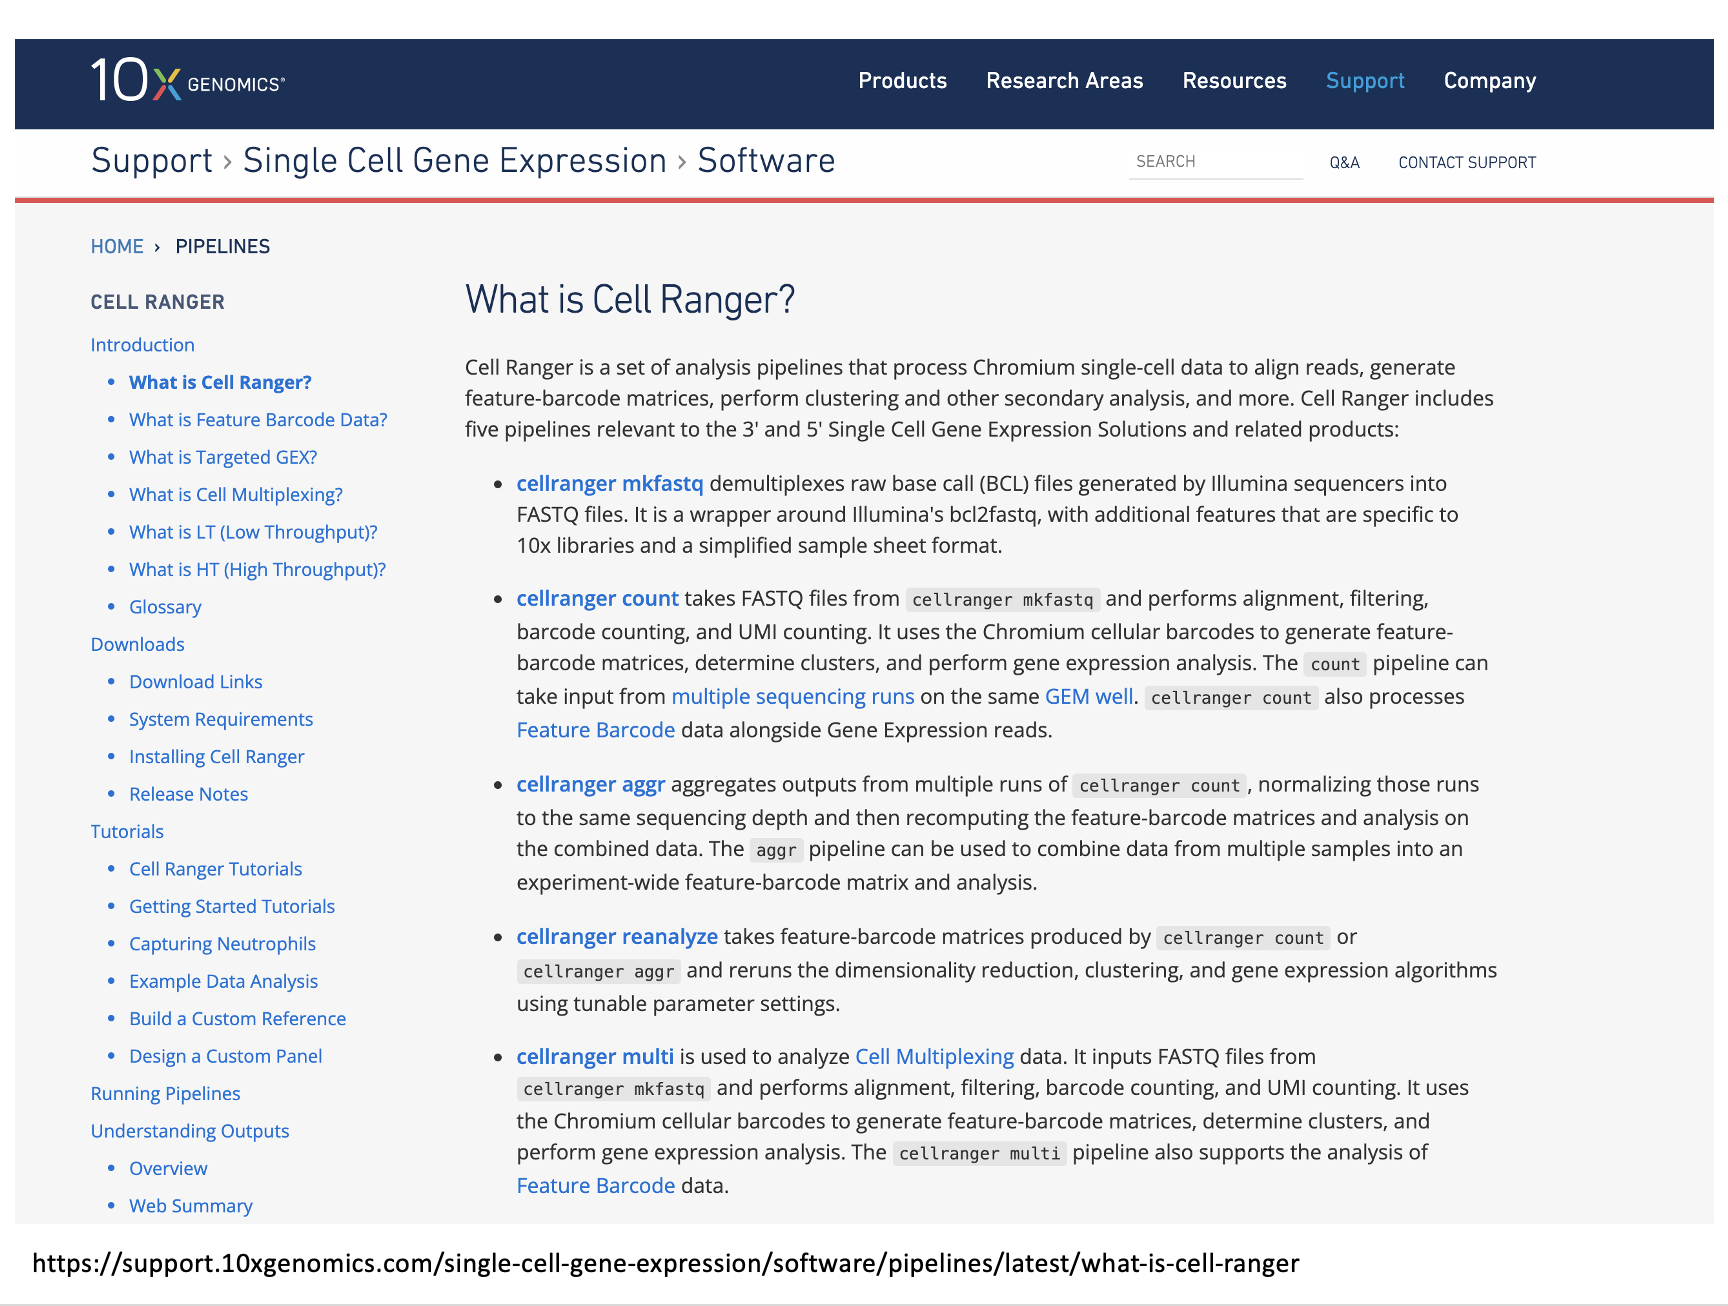 10X GENOMICS®
Products Research Areas Resources Support Company
Support › Single Cell Gene Expression › Software
SEARCH Q&A CONTACT SUPPORT
HOME › PIPELINES
CELL RANGER
Introduction
• What is Cell Ranger?
• What is Feature Barcode Data?
• What is Targeted GEX?
• What is Cell Multiplexing?
• What is LT (Low Throughput)?
• What is HT (High Throughput)?
• Glossary
Downloads
• Download Links
• System Requirements
• Installing Cell Ranger
• Release Notes
Tutorials
• Cell Ranger Tutorials
• Getting Started Tutorials
• Capturing Neutrophils
• Example Data Analysis
• Build a Custom Reference
• Design a Custom Panel
Running Pipelines
Understanding Outputs
• Overview
• Web Summary
What is Cell Ranger?
Cell Ranger is a set of analysis pipelines that process Chromium single-cell data to align reads, generate
feature-barcode matrices, perform clustering and other secondary analysis, and more. Cell Ranger includes
five pipelines relevant to the 3' and 5' Single Cell Gene Expression Solutions and related products:
• cellranger mkfastq demultiplexes raw base call (BCL) files generated by Illumina sequencers into
FASTQ files. It is a wrapper around Illumina's bcl2fastq, with additional features that are specific to
10x libraries and a simplified sample sheet format.
• cellranger count takes FASTQ files from cellranger mkfastq and performs alignment, filtering,
barcode counting, and UMI counting. It uses the Chromium cellular barcodes to generate feature-
barcode matrices, determine clusters, and perform gene expression analysis. The count pipeline can
take input from multiple sequencing runs on the same GEM well. cellranger count also processes
Feature Barcode data alongside Gene Expression reads.
• cellranger aggr aggregates outputs from multiple runs of cellranger count, normalizing those runs
to the same sequencing depth and then recomputing the feature-barcode matrices and analysis on
the combined data. The aggr pipeline can be used to combine data from multiple samples into an
experiment-wide feature-barcode matrix and analysis.
• cellranger reanalyze takes feature-barcode matrices produced by cellranger count or
cellranger aggr and reruns the dimensionality reduction, clustering, and gene expression algorithms
using tunable parameter settings.
• cellranger multi is used to analyze Cell Multiplexing data. It inputs FASTQ files from
cellranger mkfastq and performs alignment, filtering, barcode counting, and UMI counting. It uses
the Chromium cellular barcodes to generate feature-barcode matrices, determine clusters, and
perform gene expression analysis. The cellranger multi pipeline also supports the analysis of
Feature Barcode data.
https://support.10xgenomics.com/single-cell-gene-expression/software/pipelines/latest/what-is-cell-ranger